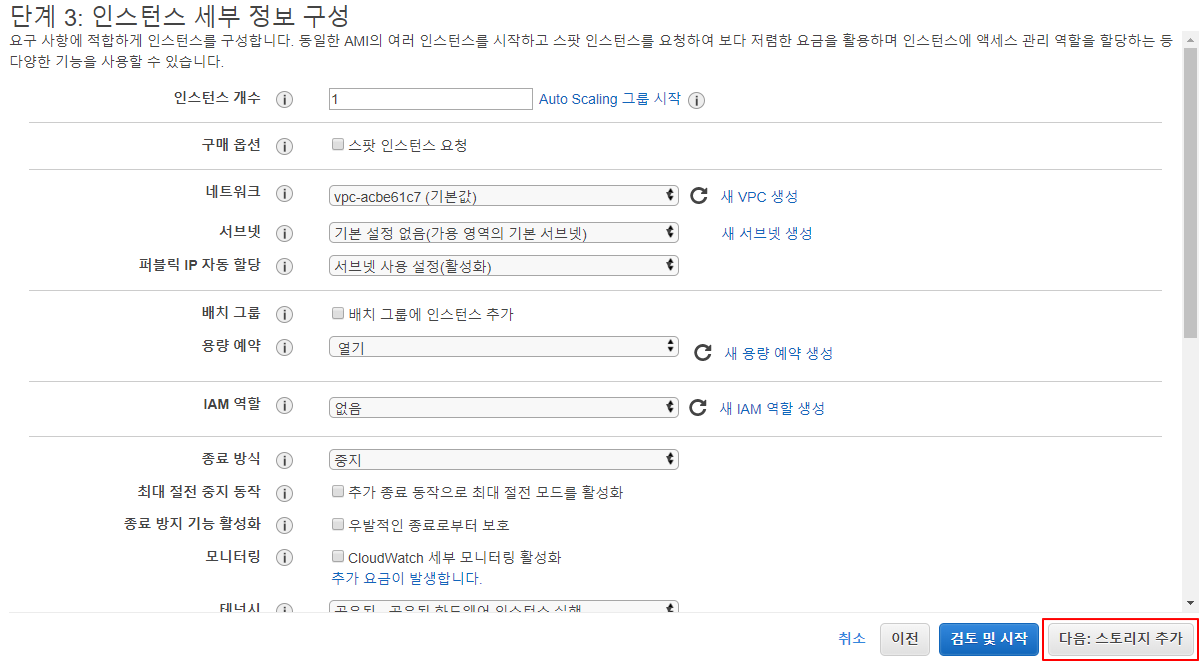 단계 3: 인스턴스 세부 정보 구성
요구 사항에 적합하게 인스턴스를 구성합니다. 동일한 AMI의 여러 인스턴스를 시작하고 스팟 인스턴스를 요청하여 보다 저렴한 요금을 활용하며 인스턴스에 액세스 관리 역할을 할당하는 등
다양한 기능을 사용할 수 있습니다.
인스턴스 개수 i 1 Auto Scaling 그룹 시작 i
구매 옵션 i 스팟 인스턴스 요청
네트워크 i vpc-acbe61c7 (기본값) 새 VPC 생성
서브넷 i 기본 설정 없음(가용 영역의 기본 서브넷) 새 서브넷 생성
퍼블릭 IP 자동 할당 i 서브넷 사용 설정(활성화)
배치 그룹 i 배치 그룹에 인스턴스 추가
용량 예약 i 열기 새 용량 예약 생성
IAM 역할 i 없음 새 IAM 역할 생성
종료 방식 i 중지
최대 절전 중지 동작 i 추가 종료 동작으로 최대 절전 모드를 활성화
종료 방지 기능 활성화 i 우발적인 종료로부터 보호
모니터링 i CloudWatch 세부 모니터링 활성화
추가 요금이 발생합니다.
테넌시 i 공유됨 - 공유된 하드웨어 인스턴스 실행
취소 이전 검토 및 시작 다음: 스토리지 추가